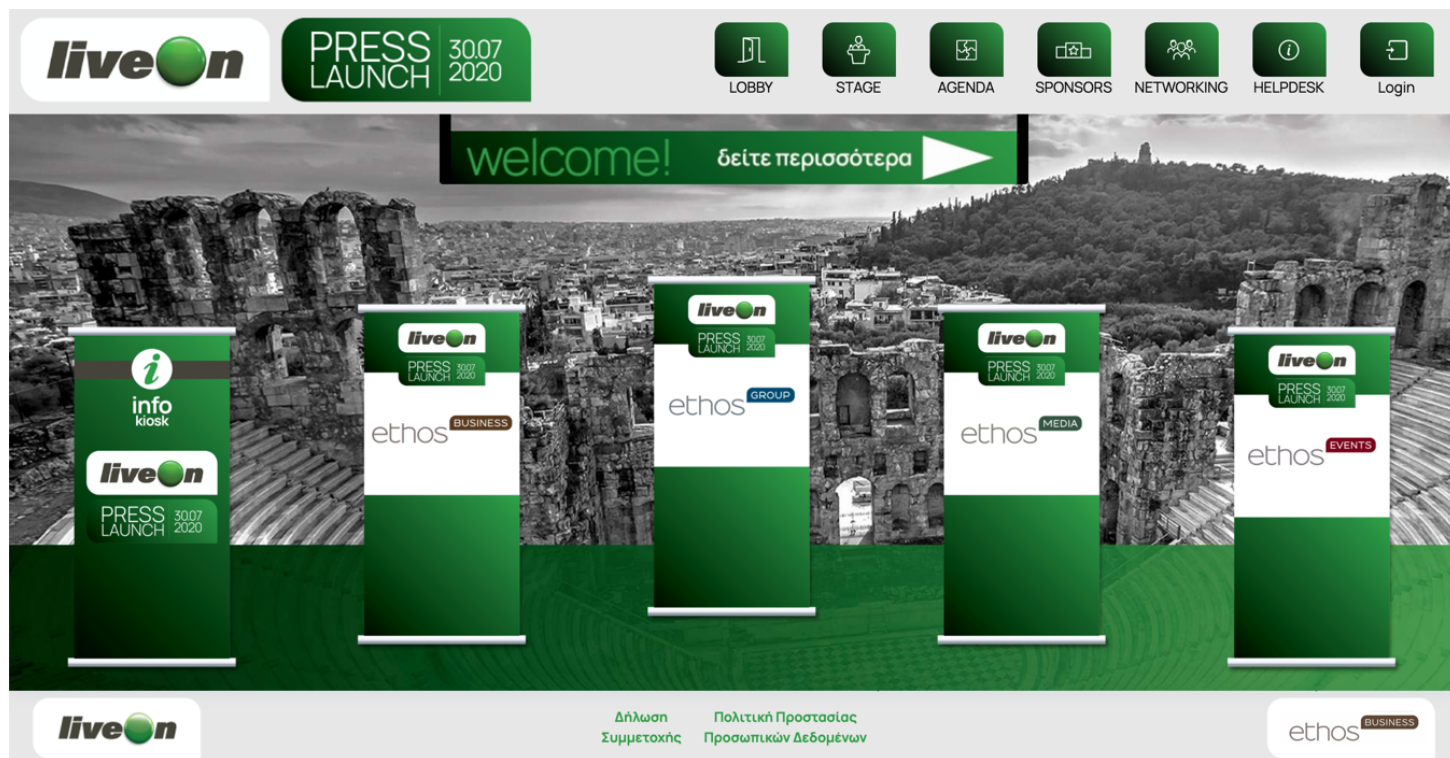 liveOn
PRESS
LAUNCH
30.07
2020
LOBBY
STAGE
AGENDA
SPONSORS
NETWORKING
HELPDESK
Login
welcome!
δείτε περισσότερα
i
info
kiosk
liveOn
PRESS
LAUNCH
30.07
2020
liveOn
PRESS
LAUNCH
30.07
2020
ethos BUSINESS
liveOn
PRESS
LAUNCH
30.07
2020
ethos GROUP
liveOn
PRESS
LAUNCH
30.07
2020
ethos MEDIA
liveOn
PRESS
LAUNCH
30.07
2020
ethos EVENTS
liveOn
Δήλωση
Συμμετοχής
Πολιτική Προστασίας
Προσωπικών Δεδομένων
ethos BUSINESS